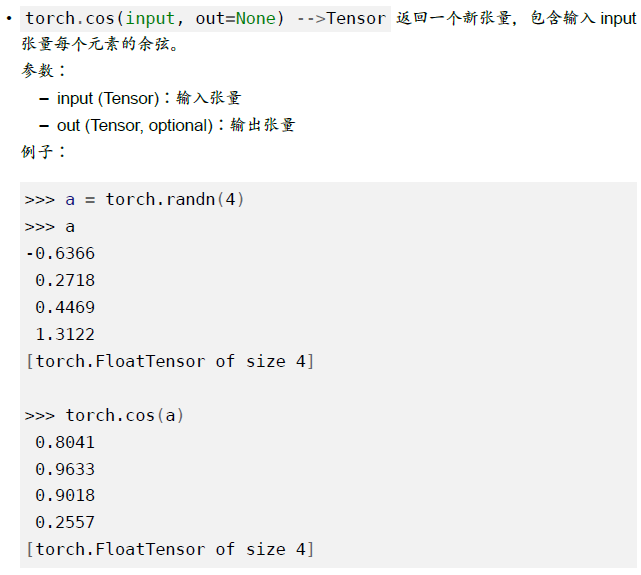 • torch.cos(input, out=None) -->Tensor 返回一个新张量，包含输入 input
张量每个元素的余弦。
参数：
– input (Tensor)：输入张量
– out (Tensor, optional)：输出张量
例子：
>>> a = torch.randn(4)
>>> a
-0.6366
0.2718
0.4469
1.3122
[torch.FloatTensor of size 4]
>>> torch.cos(a)
0.8041
0.9633
0.9018
0.2557
[torch.FloatTensor of size 4]